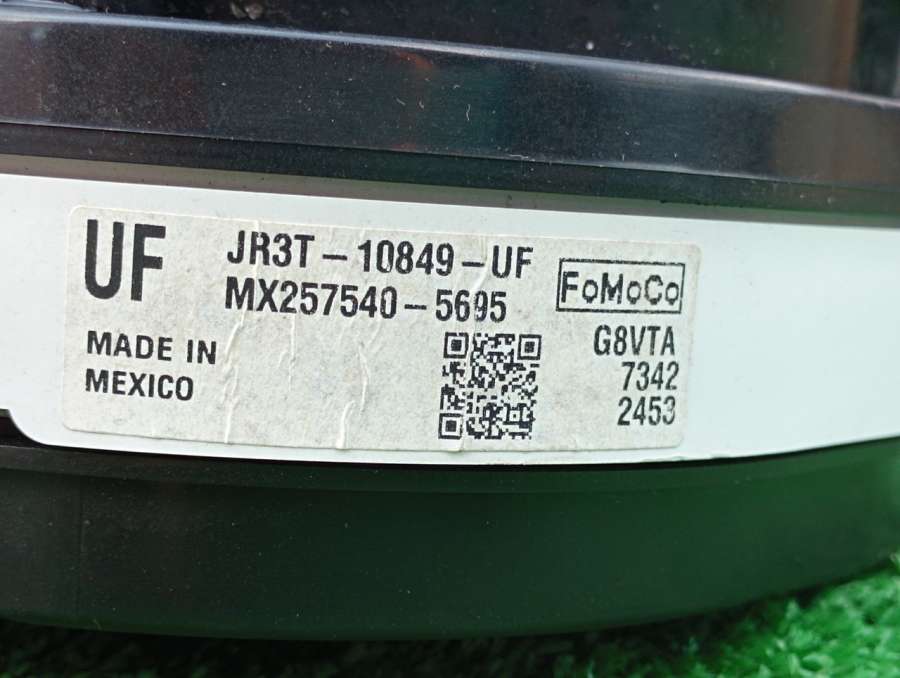 UF
JR3T-10849-UF
MX257540-5695
FoMoCo
MADE IN
MEXICO
G8VTA
7342
2453